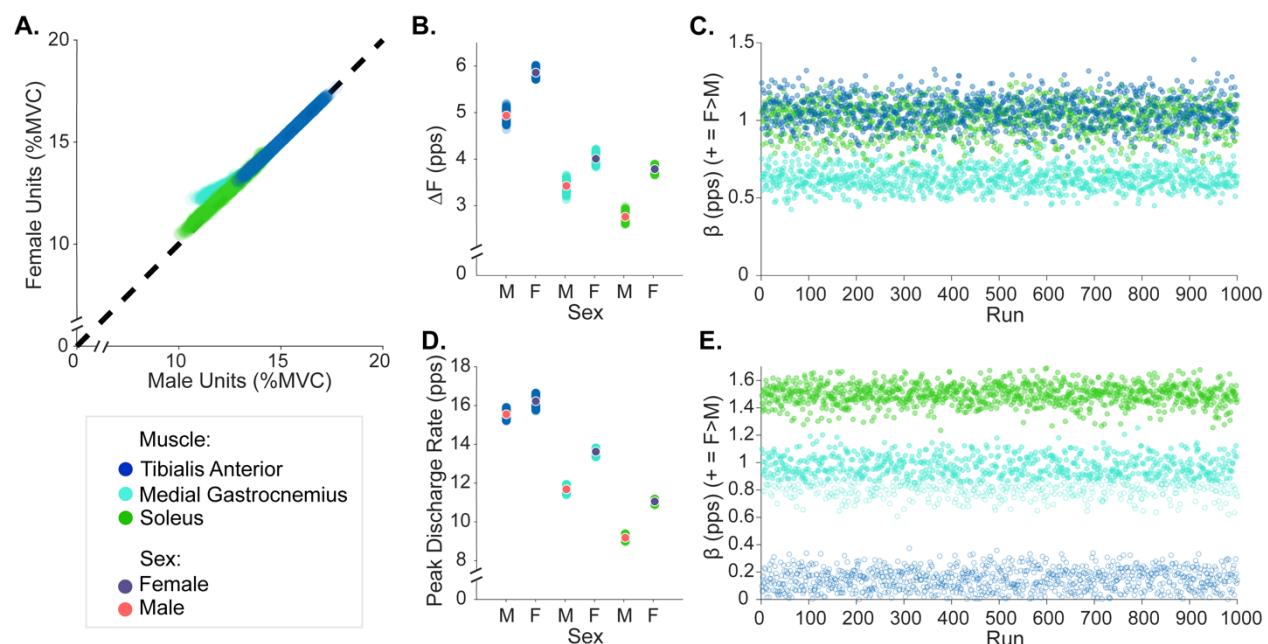 A.
20
15
10
0
Female Units (%MVC)
0
10
15
20
Male Units (%MVC)
Muscle:
Tibialis Anterior
Medial Gastrocnemius
Soleus
Sex:
Female
Male
B.
6
5
4
3
0
ΔF (pps)
M F M F M F
Sex
C.
1.5
1
0.5
0
β (pps) (+ = F>M)
0 100 200 300 400 500 600 700 800 900 1000
Run
D.
18
16
14
12
10
8
0
Peak Discharge Rate (pps)
M F M F M F
Sex
E.
1.6
1.4
1
0.8
0.6
0.2
0
β (pps) (+ = F>M)
0 100 200 300 400 500 600 700 800 900 1000
Run